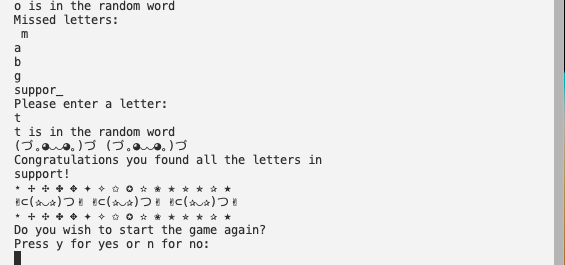 o is in the random word
Missed letters:
 m
a
b
g
suppor_
Please enter a letter:
t
t is in the random word
(づ｡◕‿‿◕｡)づ (づ｡◕‿‿◕｡)づ
Congratulations you found all the letters in
support!
⋆ ✢ ✣ ✤ ✥ ✦ ✧ ✩ ✪ ✫ ✬ ✭ ✮ ✯ ✰ ★
✌⊂(✰‿✰)つ✌ ✌⊂(✰‿✰)つ✌ ✌⊂(✰‿✰)つ✌
⋆ ✢ ✣ ✤ ✥ ✦ ✧ ✩ ✪ ✫ ✬ ✭ ✮ ✯ ✰ ★
Do you wish to start the game again?
Press y for yes or n for no: